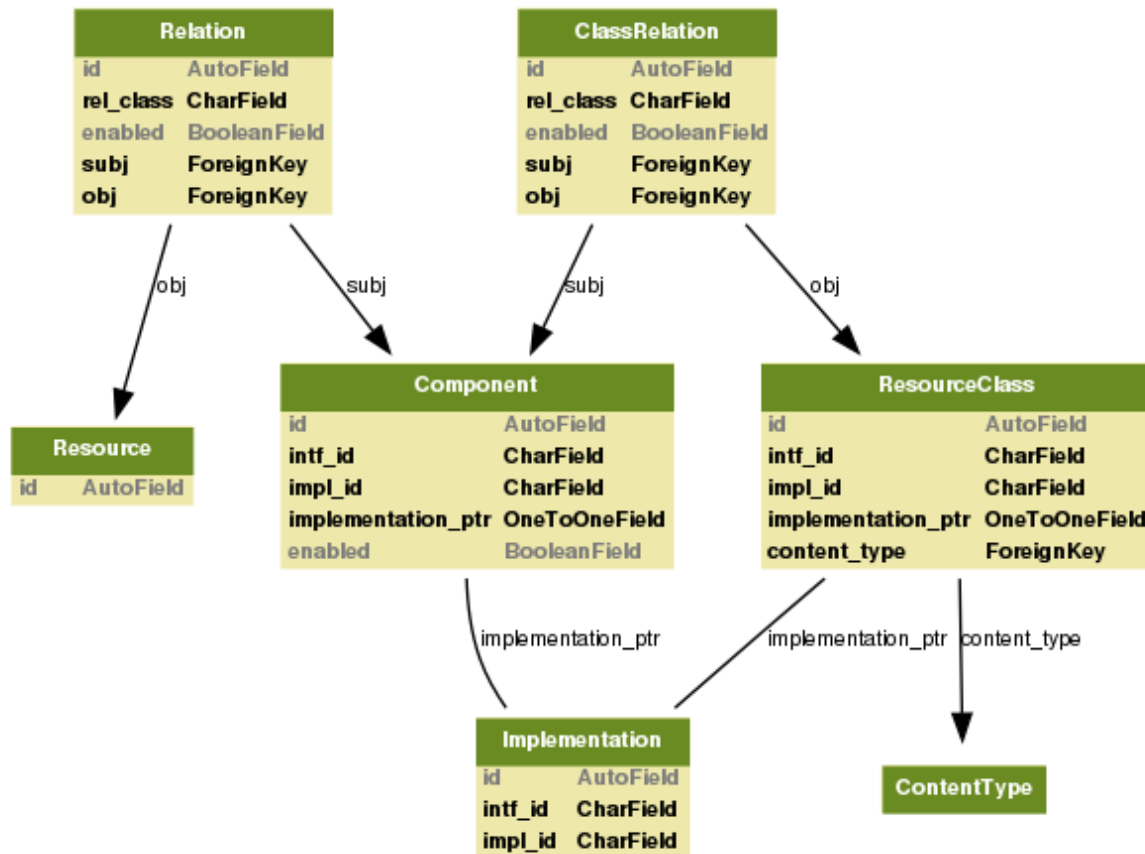 Relation
id AutoField
rel_class CharField
enabled BooleanField
subj ForeignKey
obj ForeignKey
ClassRelation
id AutoField
rel_class CharField
enabled BooleanField
subj ForeignKey
obj ForeignKey
obj
subj
subj
obj
Resource
id AutoField
Component
id AutoField
intf_id CharField
impl_id CharField
implementation_ptr OneToOneField
enabled BooleanField
ResourceClass
id AutoField
intf_id CharField
impl_id CharField
implementation_ptr OneToOneField
content_type ForeignKey
implementation_ptr
implementation_ptr
content_type
Implementation
id AutoField
intf_id CharField
impl_id CharField
ContentType